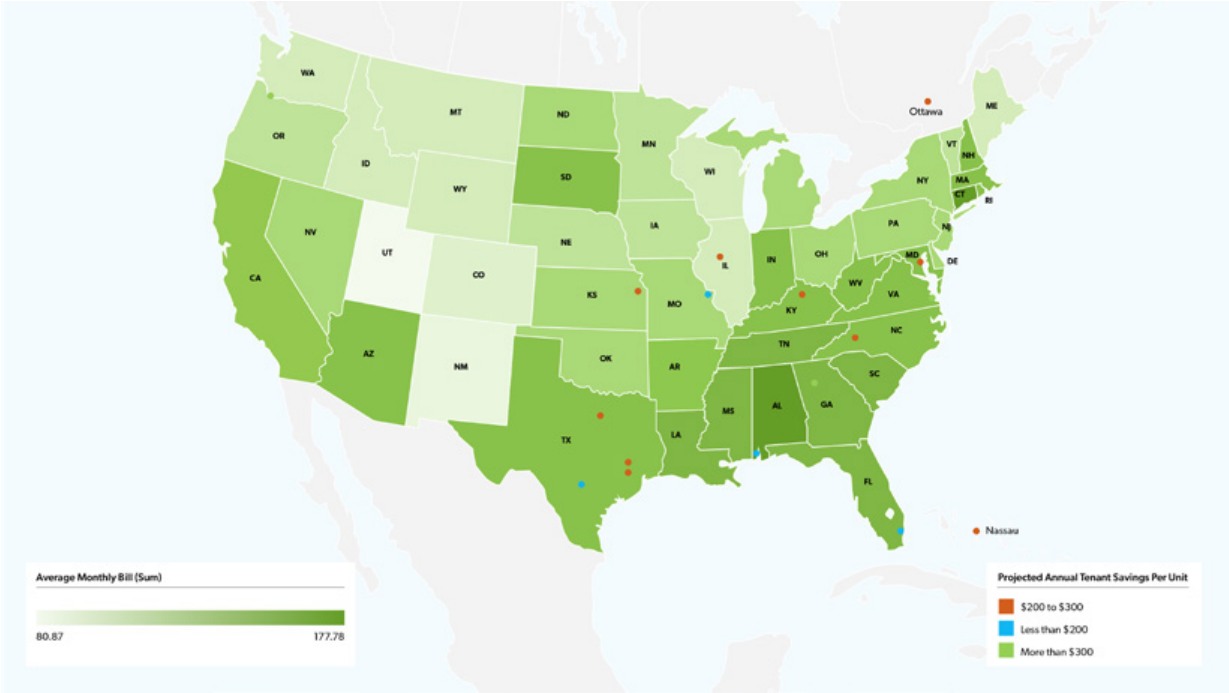 WA
MT
ND
MN
ME
Ottawa
OR
ID
WY
SD
WI
VT
NH
NY
MA
CT
RI
NV
UT
CO
NE
IA
PA
NJ
CA
KS
MO
IL
IN
OH
MD
DE
WV
VA
KY
AZ
NM
OK
AR
TN
NC
SC
TX
LA
MS
AL
GA
FL
Nassau
Average Monthly Bill (Sum)
80.87
177.78
Projected Annual Tenant Savings Per Unit
$200 to $300
Less than $200
More than $300